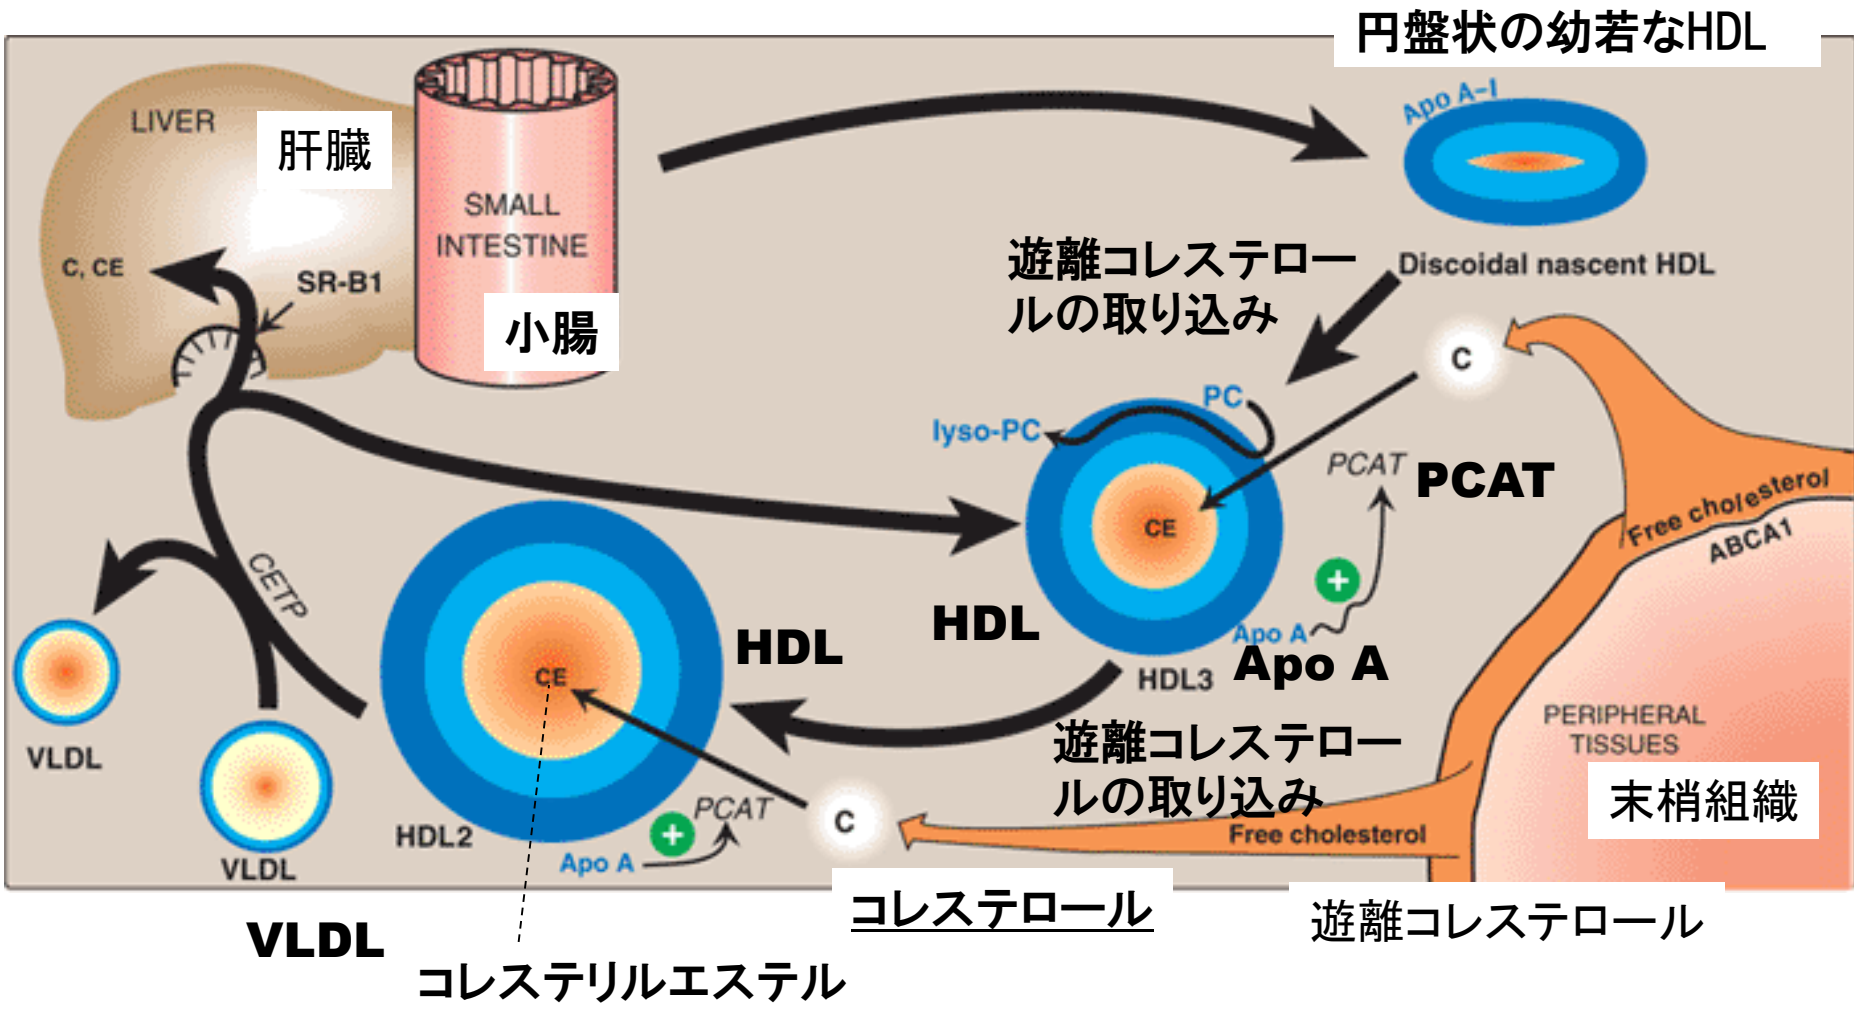 円盤状の幼若なHDL
Apo A-I
LIVER
肝臓
SMALL
INTESTINE
小腸
C, CE
SR-B1
遊離コレステロー
ルの取り込み
Discoidal nascent HDL
C
PC
lyso-PC
PCAT
PCAT
CE
Free cholesterol
ABCA1
CETP
HDL
HDL
Apo A
Apo A
HDL3
CE
遊離コレステロー
ルの取り込み
PERIPHERAL
TISSUES
末梢組織
VLDL
VLDL
HDL2
PCAT
Apo A
C
Free cholesterol
コレステロール
遊離コレステロール
VLDL
コレステリルエステル